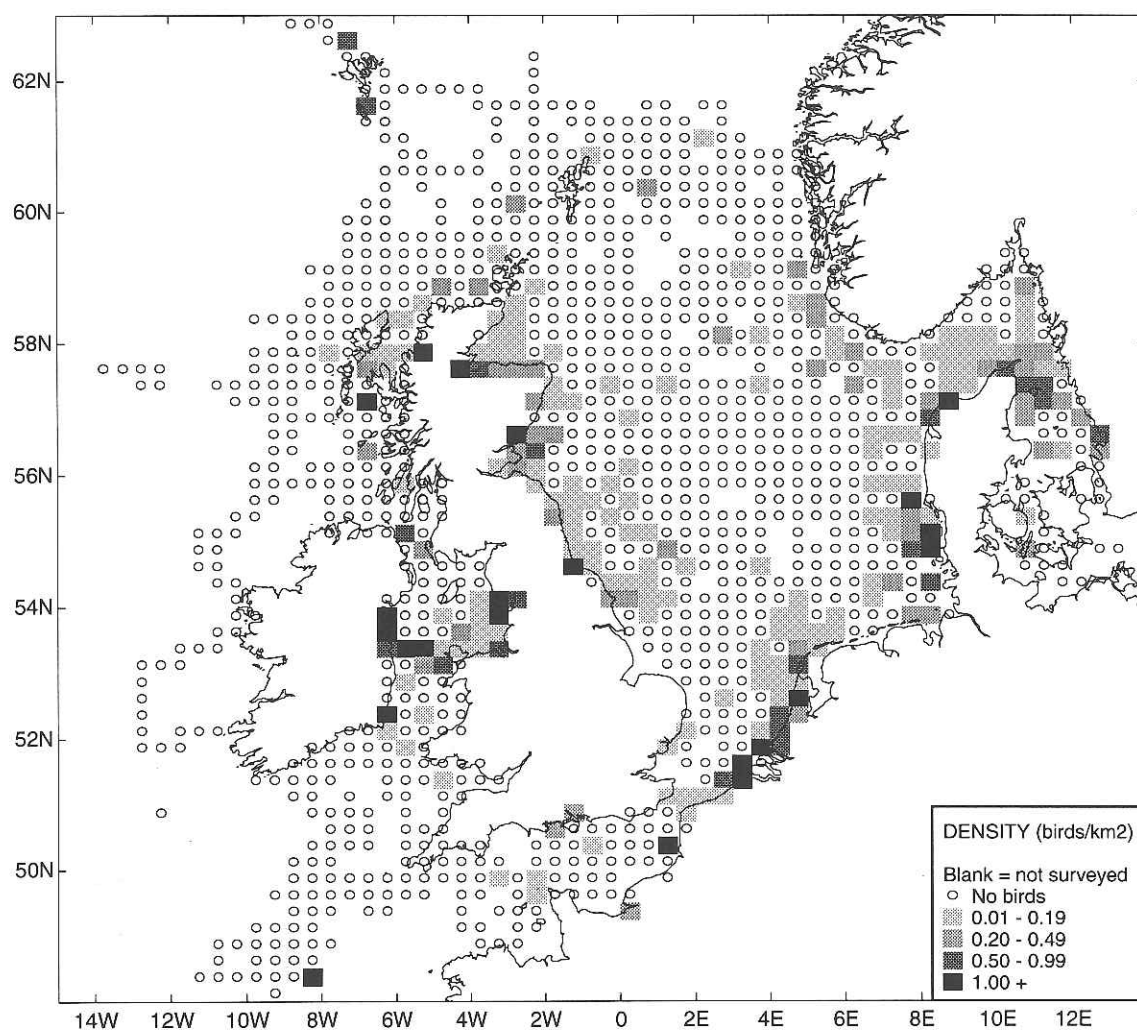 62N
60N
58N
56N
54N
52N
50N
14W 12W 10W 8W 6W 4W 2W 0 2E 4E 6E 8E 10E 12E
DENSITY (birds/km2)
Blank = not surveyed
No birds
0.01 - 0.19
0.20 - 0.49
0.50 - 0.99
1.00 +